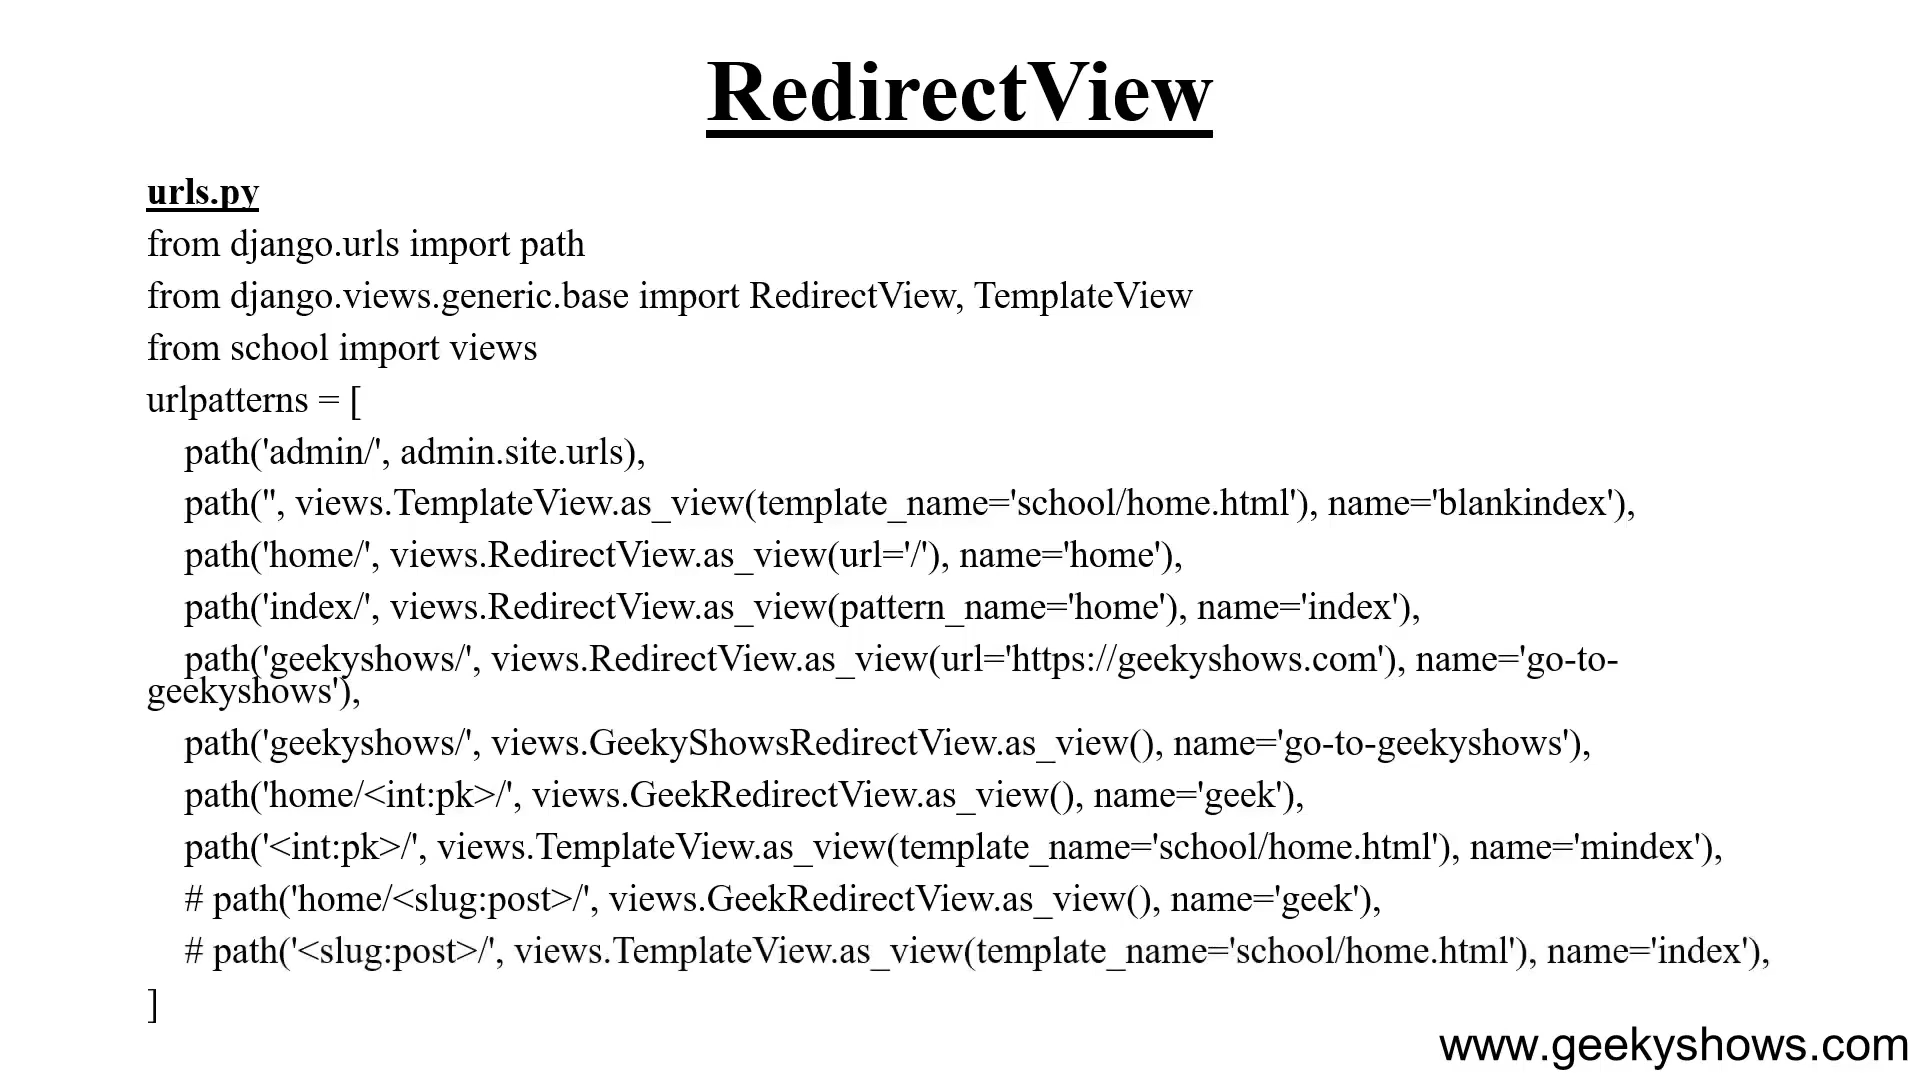 RedirectView
urls.py
from django.urls import path
from django.views.generic.base import RedirectView, TemplateView
from school import views
urlpatterns = [
path('admin/', admin.site.urls),
path('', views.TemplateView.as_view(template_name='school/home.html'), name='blankindex'),
path('home/', views.RedirectView.as_view(url='/'), name='home'),
path('index/', views.RedirectView.as_view(pattern_name='home'), name='index'),
path('geekyshows/', views.RedirectView.as_view(url='https://geekyshows.com'), name='go-to-
geekyshows'),
path('geekyshows/', views.GeekyShowsRedirectView.as_view(), name='go-to-geekyshows'),
path('home/<int:pk>/', views.GeekRedirectView.as_view(), name='geek'),
path('<int:pk>/', views.TemplateView.as_view(template_name='school/home.html'), name='mindex'),
# path('home/<slug:post>/', views.GeekRedirectView.as_view(), name='geek'),
# path('<slug:post>/', views.TemplateView.as_view(template_name='school/home.html'), name='index'),
]
www.geekyshows.com